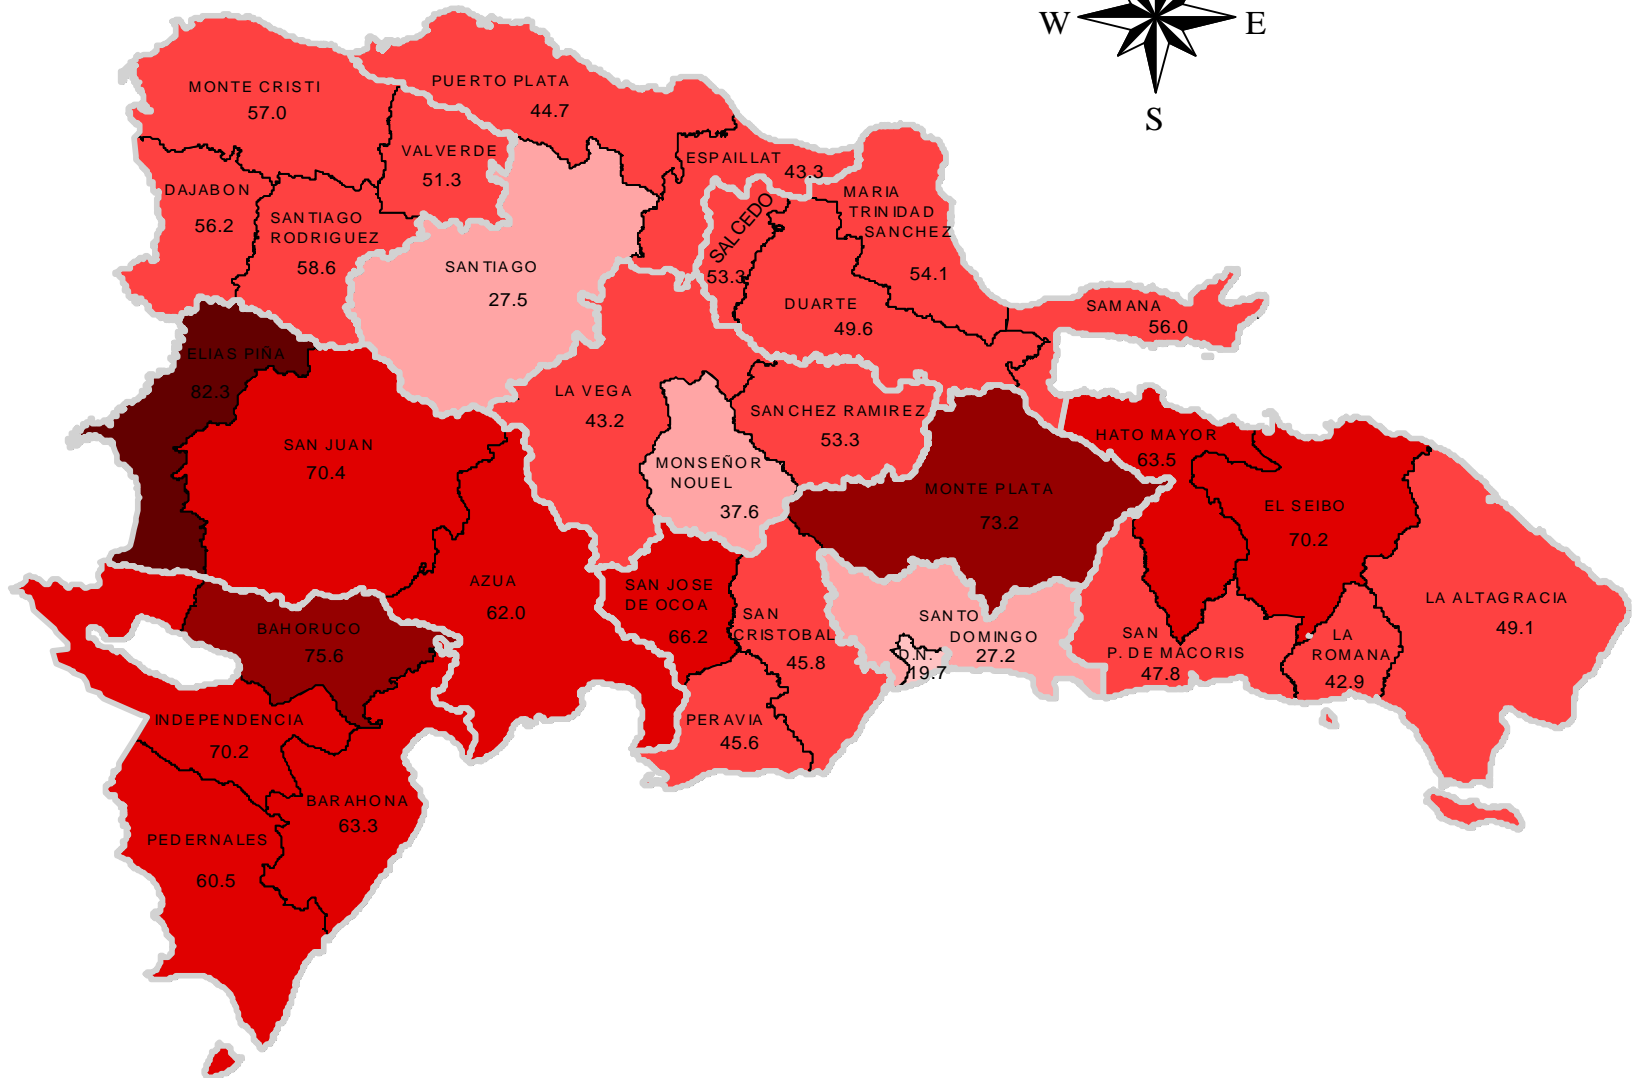 W
E
S
MONTE CRISTI
57.0
PUERTO PLATA
44.7
VALVERDE
51.3
ESPAILLAT
43.3
DAJABON
56.2
SANTIAGO
RODRIGUEZ
58.6
SANTIAGO
27.5
SALCEDO
53.3
MARIA
TRINIDAD
SANCHEZ
54.1
DUARTE
49.6
SAMANA
56.0
ELIAS PIÑA
82.3
SAN JUAN
70.4
LA VEGA
43.2
MONSEÑOR
NOUEL
37.6
SANCHEZ RAMIREZ
53.3
MONTE PLATA
73.2
HATO MAYOR
63.5
EL SEIBO
70.2
LA ALTAGRACIA
49.1
AZUA
62.0
SAN JOSE
DE OCOA
66.2
SAN
CRISTOBAL
45.8
SANTO
DOMINGO
27.2
D.N.
19.7
SAN
P. DE MACORIS
47.8
LA
ROMANA
42.9
BAHORUCO
75.6
INDEPENDENCIA
70.2
PERAVIA
45.6
BARAHONA
63.3
PEDERNALES
60.5